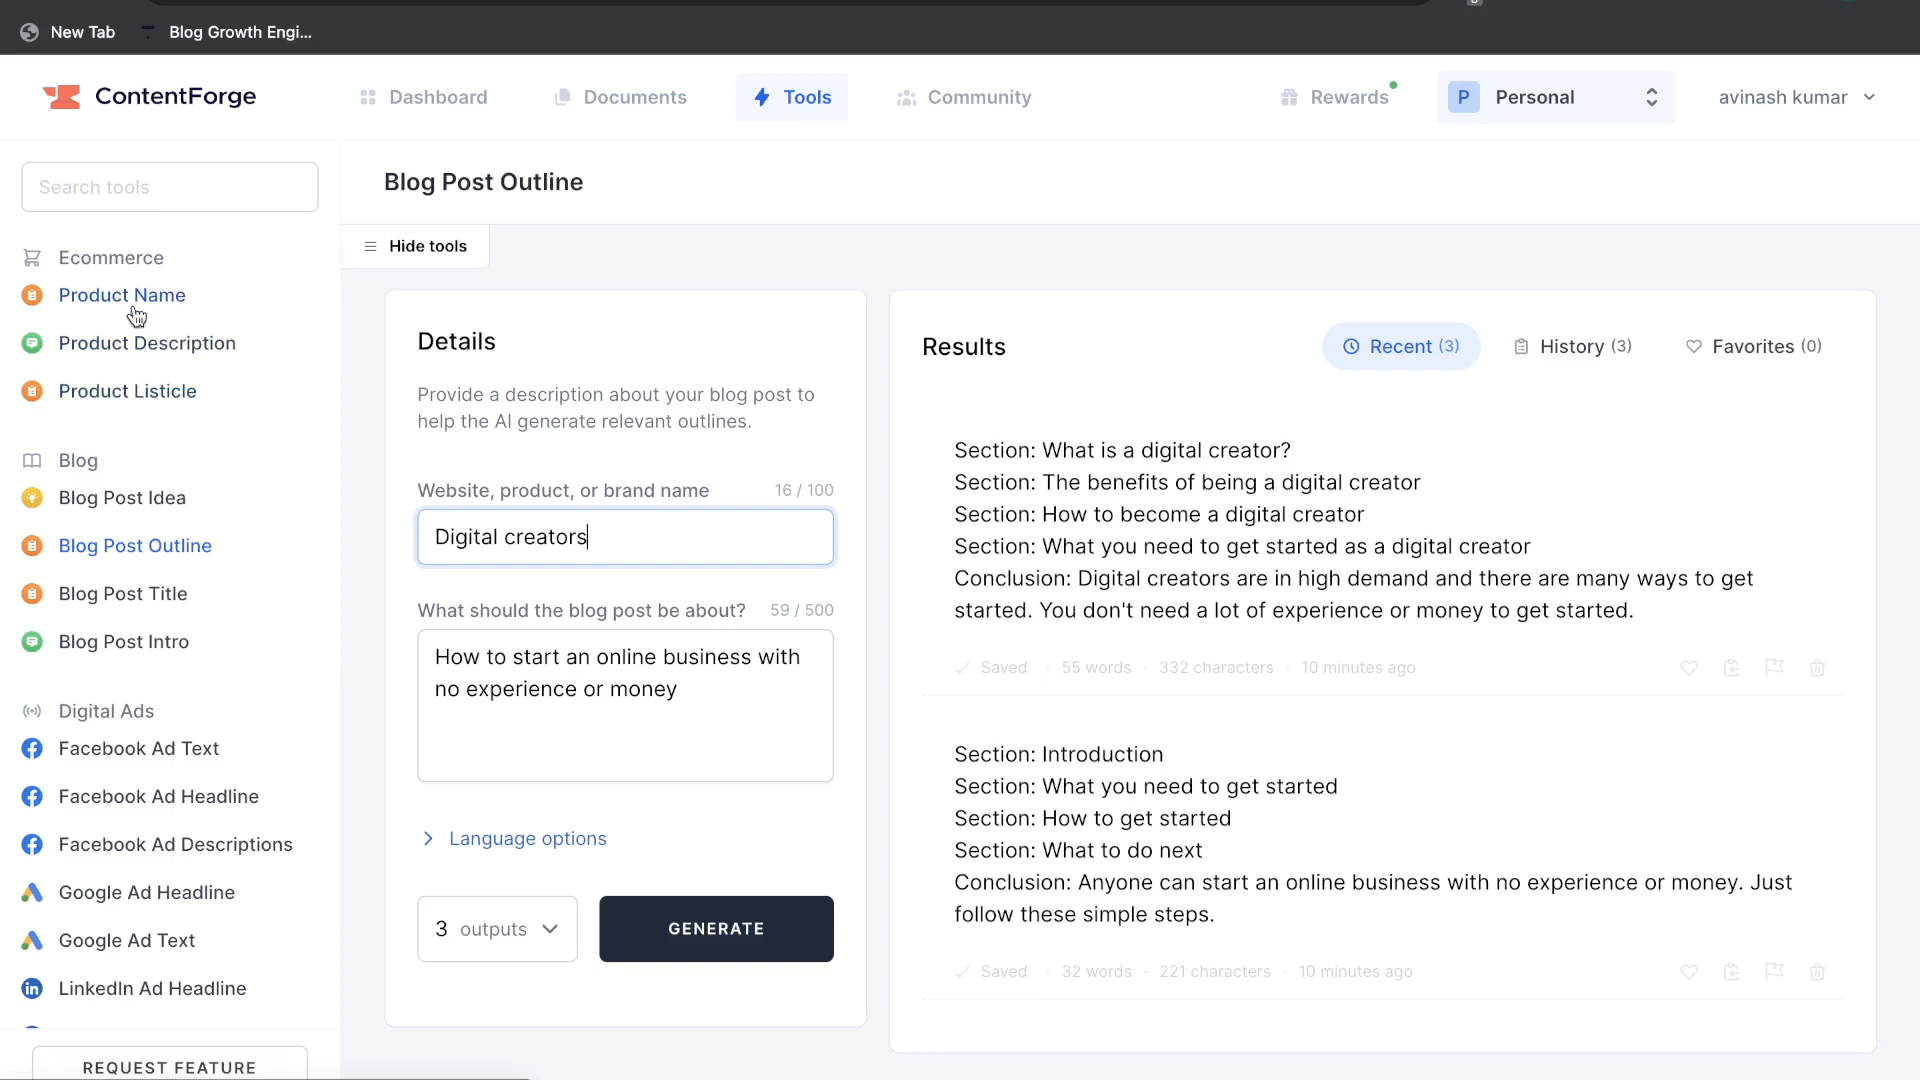 New Tab
Blog Growth Engi...
ContentForge
Dashboard
Documents
Tools
Community
Rewards
P
Personal
avinash kumar
Search tools
Blog Post Outline
Hide tools
Ecommerce
Product Name
Product Description
Product Listicle
Blog
Blog Post Idea
Blog Post Outline
Blog Post Title
Blog Post Intro
Digital Ads
Facebook Ad Text
Facebook Ad Headline
Facebook Ad Descriptions
Google Ad Headline
Google Ad Text
LinkedIn Ad Headline
REQUEST FEATURE
Details
Provide a description about your blog post to
help the AI generate relevant outlines.
Website, product, or brand name 16 / 100
Digital creators
What should the blog post be about? 59 / 500
How to start an online business with
no experience or money
Language options
3 outputs
GENERATE
Results
Recent (3)
History (3)
Favorites (0)
Section: What is a digital creator?
Section: The benefits of being a digital creator
Section: How to become a digital creator
Section: What you need to get started as a digital creator
Conclusion: Digital creators are in high demand and there are many ways to get
started. You don't need a lot of experience or money to get started.
Saved · 55 words · 332 characters · 10 minutes ago
Section: Introduction
Section: What you need to get started
Section: How to get started
Section: What to do next
Conclusion: Anyone can start an online business with no experience or money. Just
follow these simple steps.
Saved · 32 words · 221 characters · 10 minutes ago